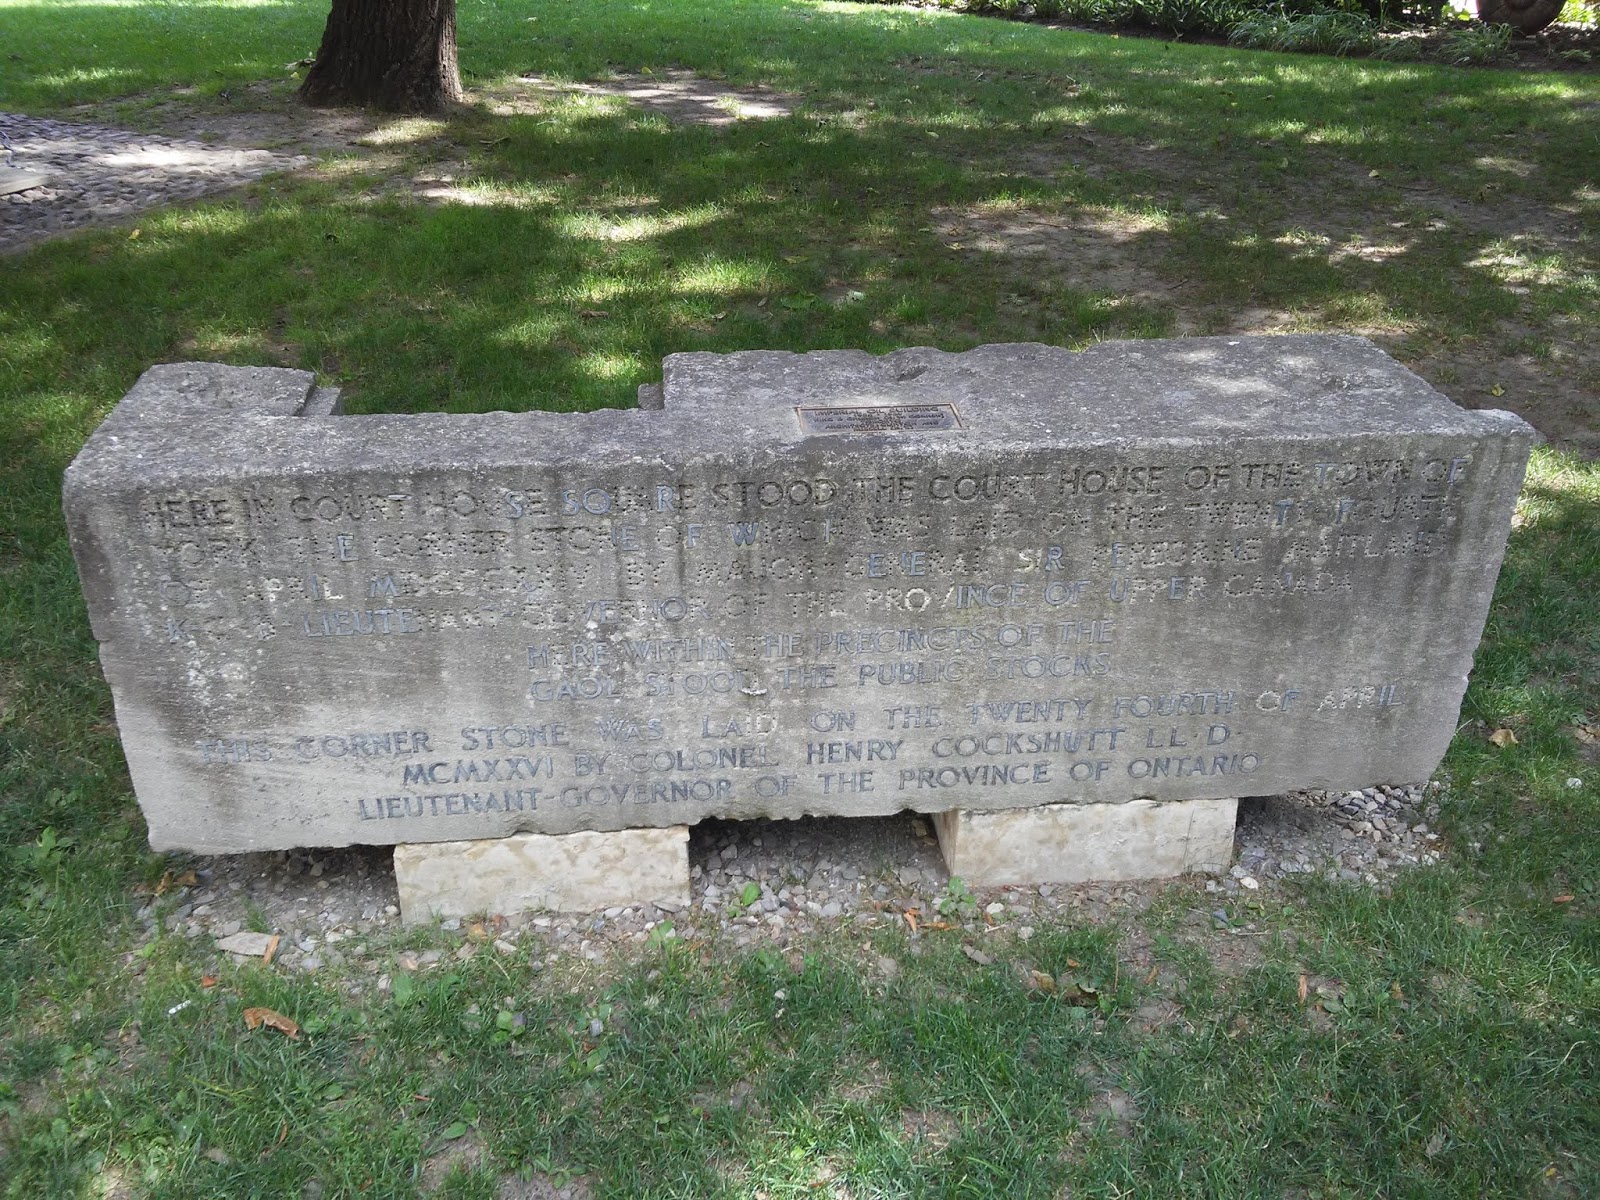 IMPERIAL OIL BUILDING
HERE IN COURT HOUSE SQUARE STOOD THE COURT HOUSE OF THE TOWN OF
YORK THE CORNER STONE OF WHICH WAS LAID ON THE TWENTY FOURTH
OF APRIL MDCCCXXIV BY MAJOR-GENERAL SIR PEREGRINE MAITLAND
K·C·B· LIEUTENANT-GOVERNOR OF THE PROVINCE OF UPPER CANADA
HERE WITHIN THE PRECINCTS OF THE
GAOL STOOD THE PUBLIC STOCKS
THIS CORNER STONE WAS LAID ON THE TWENTY FOURTH OF APRIL
MCMXXVI BY COLONEL HENRY COCKSHUTT LL·D·
LIEUTENANT-GOVERNOR OF THE PROVINCE OF ONTARIO